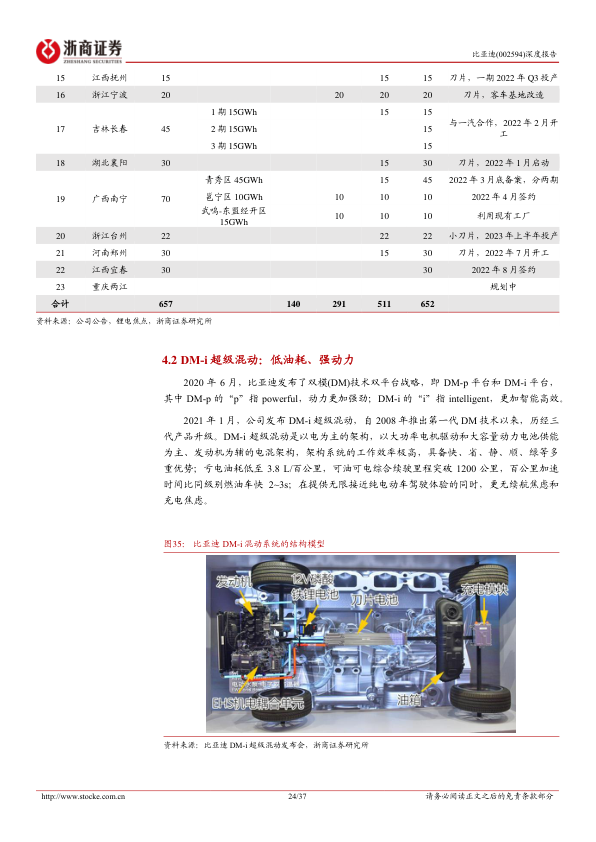 浙商证券
ZHESHANG SECURITIES
比亚迪(002594)深度报告
15 江西抚州 15 15 15 刀片，一期 2022 年 Q3 投产
16 浙江宁波 20 20 20 20 刀片，客车基地改造
17 吉林长春 45 1 期 15GWh 15 15 与一汽合作，2022 年 2 月开工
2 期 15GWh 15
3 期 15GWh 15
18 湖北襄阳 30 15 30 刀片，2022 年 1 月启动
19 广西南宁 70 青秀区 45GWh 15 45 2022 年 3 月底备案，分两期
邕宁区 10GWh 10 10 10 2022 年 4 月签约
武鸣-东盟经开区 15GWh 10 10 10 利用现有工厂
20 浙江台州 22 22 22 小刀片，2023 年上半年投产
21 河南郑州 30 15 30 刀片，2022 年 7 月开工
22 江西宜春 30 30 2022 年 8 月签约
23 重庆两江 规划中
合计 657 140 291 511 652
资料来源：公司公告，锂电焦点，浙商证券研究所
4.2 DM-i 超级混动：低油耗、强动力
2020 年 6 月，比亚迪发布了双模(DM)技术双平台战略，即 DM-p 平台和 DM-i 平台，
其中 DM-p 的“p”指 powerful，动力更加强劲；DM-i 的“i”指 intelligent，更加智能高效。
2021 年 1 月，公司发布 DM-i 超级混动，自 2008 年推出第一代 DM 技术以来，历经三
代产品升级。DM-i 超级混动是以电为主的架构，以大功率电机驱动和大容量动力电池供能
为主、发动机为辅的电混架构，架构系统的工作效率极高，具备快、省、静、顺、绿等多
重优势；亏电油耗低至 3.8 L/百公里，可油可电综合续驶里程突破 1200 公里，百公里加速
时间比同级别燃油车快 2~3s；在提供无限接近纯电动车驾驶体验的同时，更无续航焦虑和
充电焦虑。
图35： 比亚迪 DM-i 混动系统的结构模型
发动机
12V磷酸
铁锂电池
刀片电池
充电模块
EHS机电耦合单元
油箱
资料来源：比亚迪 DM-i 超级混动发布会，浙商证券研究所
http://www.stocke.com.cn
24/37
请务必阅读正文之后的免责条款部分